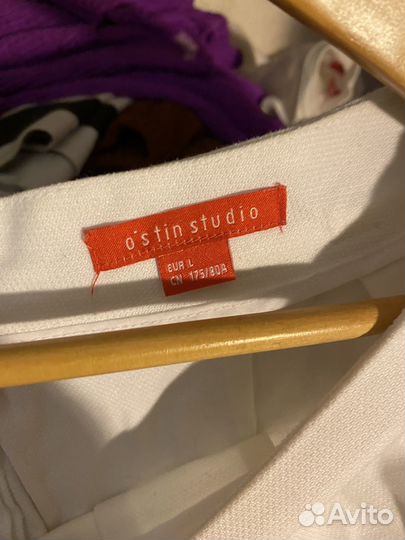 o'stin studio
EUR L
CN 175/80A
Avito